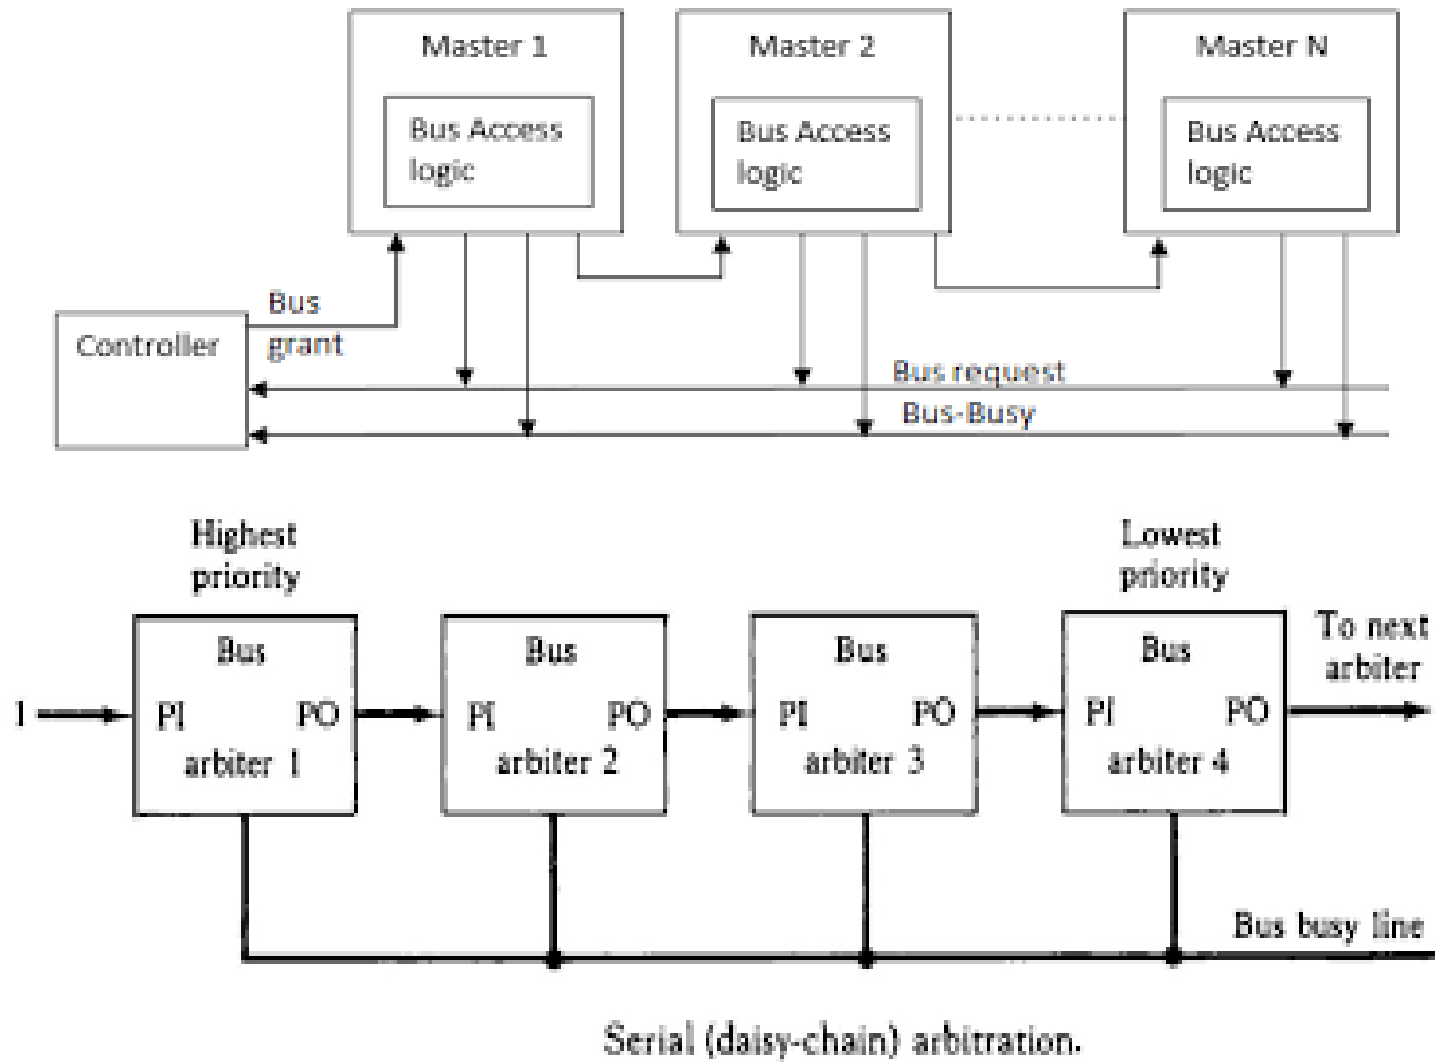 Master 1
Master 2
Master N
Bus Access
logic
Bus Access
logic
Bus Access
logic
Bus
grant
Controller
Bus request
Bus-Busy
Highest
priority
Lowest
priority
Bus
PI PO
arbiter 1
Bus
PI PO
arbiter 2
Bus
PI PO
arbiter 3
Bus
PI PO
arbiter 4
To next
arbiter
1
Bus busy line
Serial (daisy-chain) arbitration.